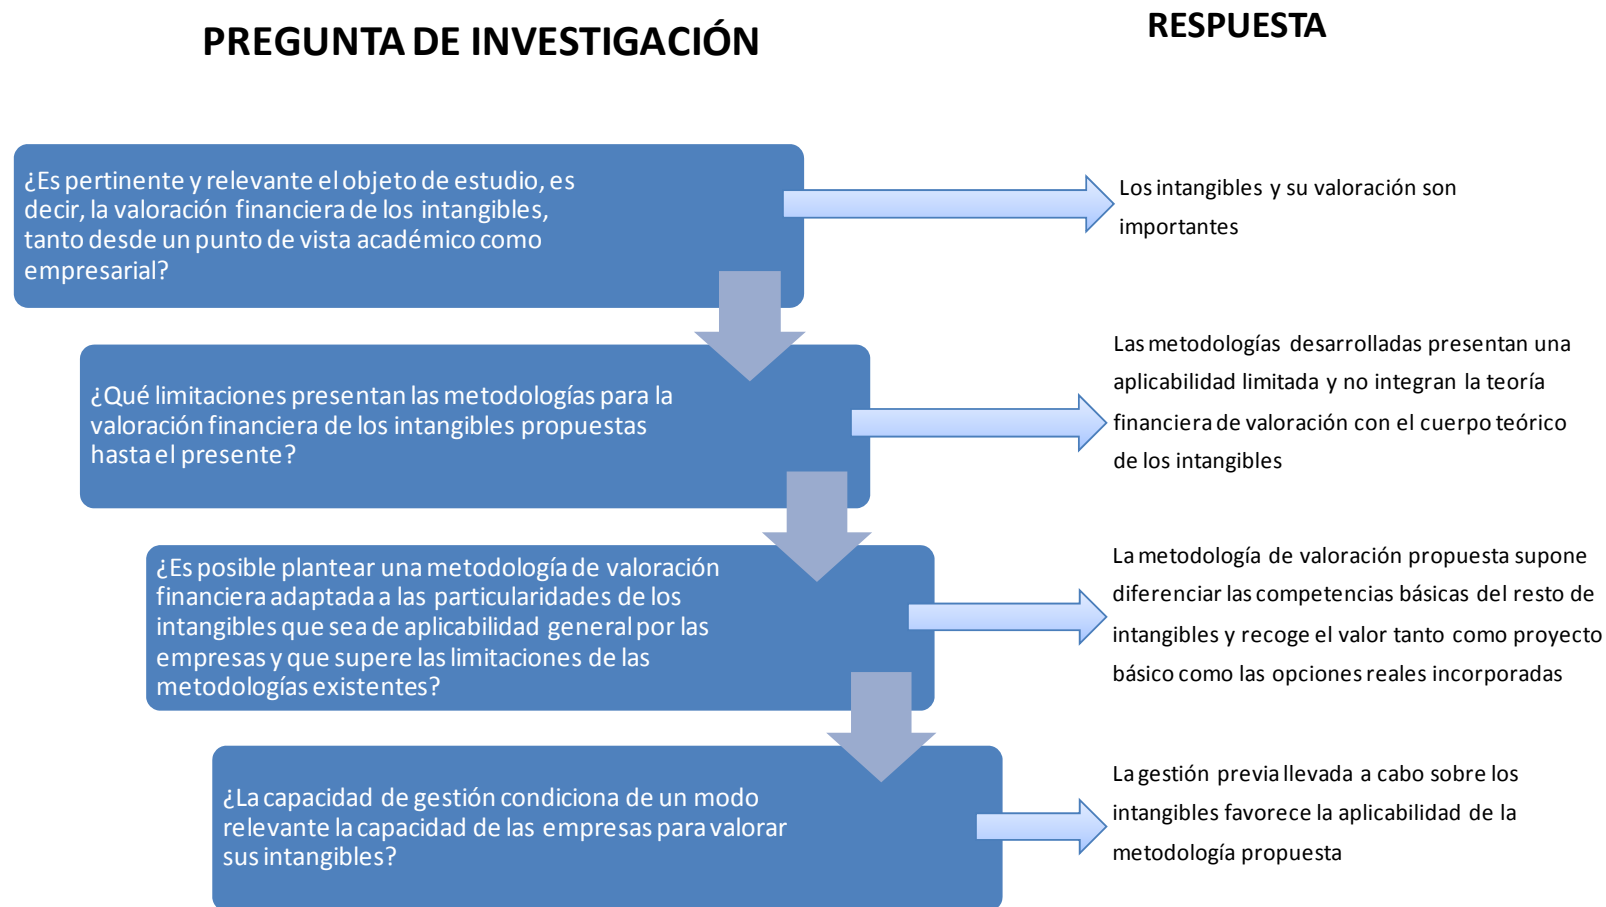 PREGUNTA DE INVESTIGACIÓN
RESPUESTA
¿Es pertinente y relevante el objeto de estudio, es
decir, la valoración financiera de los intangibles,
tanto desde un punto de vista académico como
empresarial?
Los intangibles y su valoración son
importantes
¿Qué limitaciones presentan las metodologías para la
valoración financiera de los intangibles propuestas
hasta el presente?
Las metodologías desarrolladas presentan una
aplicabilidad limitada y no integran la teoría
financiera de valoración con el cuerpo teórico
de los intangibles
¿Es posible plantear una metodología de valoración
financiera adaptada a las particularidades de los
intangibles que sea de aplicabilidad general por las
empresas y que supere las limitaciones de las
metodologías existentes?
La metodología de valoración propuesta supone
diferenciar las competencias básicas del resto de
intangibles y recoge el valor tanto como proyecto
básico como las opciones reales incorporadas
¿La capacidad de gestión condiciona de un modo
relevante la capacidad de las empresas para valorar
sus intangibles?
La gestión previa llevada a cabo sobre los
intangibles favorece la aplicabilidad de la
metodología propuesta